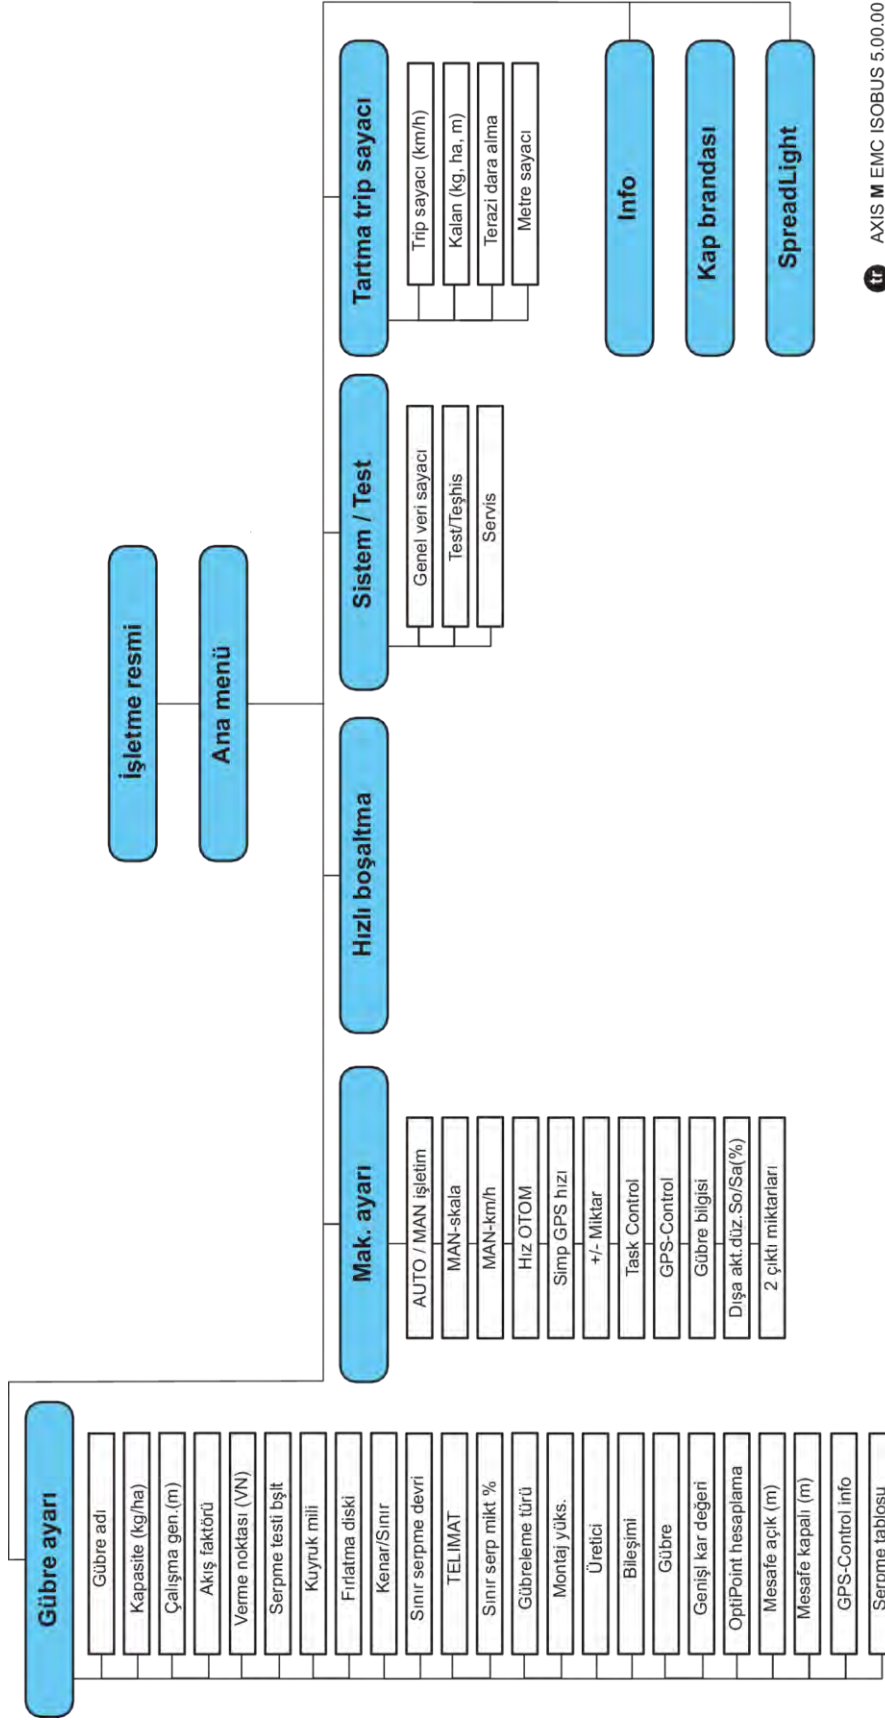 İşletme resmi
Ana menü
Gübre ayarı
Gübre adı
Kapasite (kg/ha)
Çalışma gen.(m)
Akış faktörü
Verme noktası (VN)
Serpme testi bşlt
Kuyruk mili
Fırlatma diski
Kenar/Sınır
Sınır serpme devri
TELIMAT
Sınır serp mikt %
Gübreleme türü
Montaj yüks.
Üretici
Bileşimi
Gübre
Genişl kar değeri
OptiPoint hesaplama
Mesafe açık (m)
Mesafe kapalı (m)
GPS-Control info
Serpme tablosu
Mak. ayarı
AUTO / MAN işletim
MAN-skala
MAN-km/h
Hız OTOM
Simp GPS hızı
+/- Miktar
Task Control
GPS-Control
Gübre bilgisi
Dışa akt.düz.So/Sa(%)
2 çıktı miktarları
Hızlı boşaltma
Sistem / Test
Genel veri sayacı
Test/Teşhis
Servis
Tartma trip sayacı
Trip sayacı (km/h)
Kalan (kg, ha, m)
Terazi dara alma
Metre sayacı
Info
Kap brandası
SpreadLight
tr AXIS M EMC ISOBUS 5.00.00